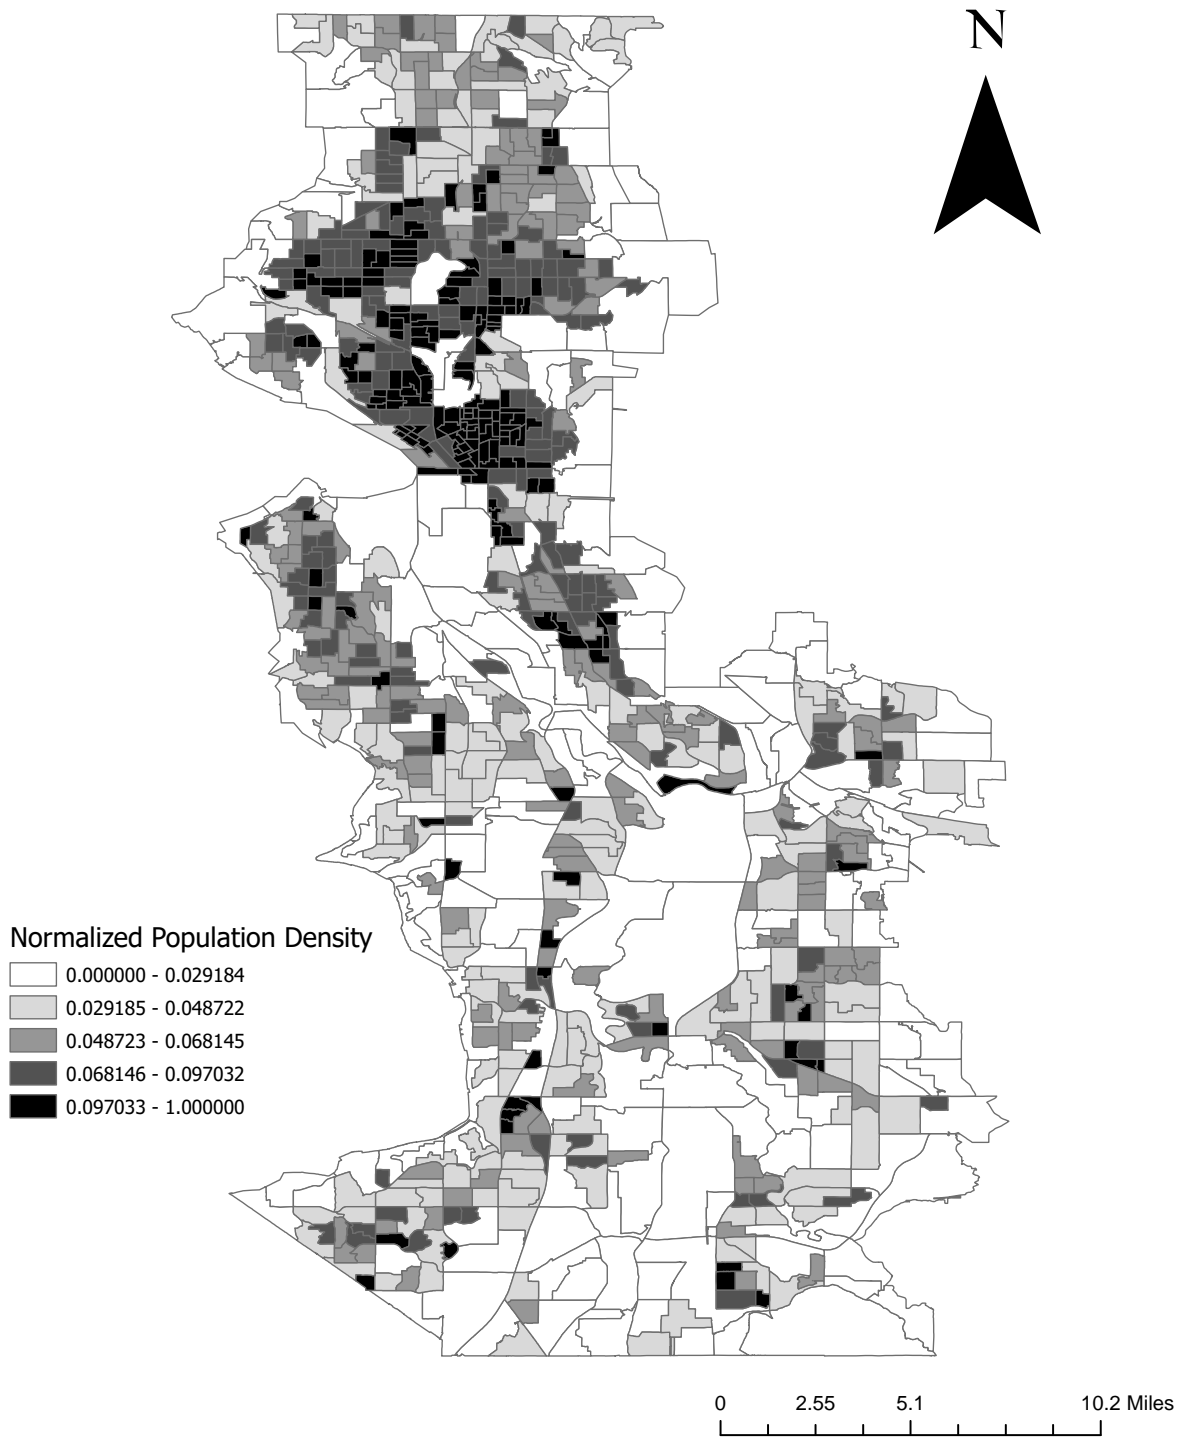 N
Normalized Population Density
0.000000 - 0.029184
0.029185 - 0.048722
0.048723 - 0.068145
0.068146 - 0.097032
0.097033 - 1.000000
0 2.55 5.1 10.2 Miles